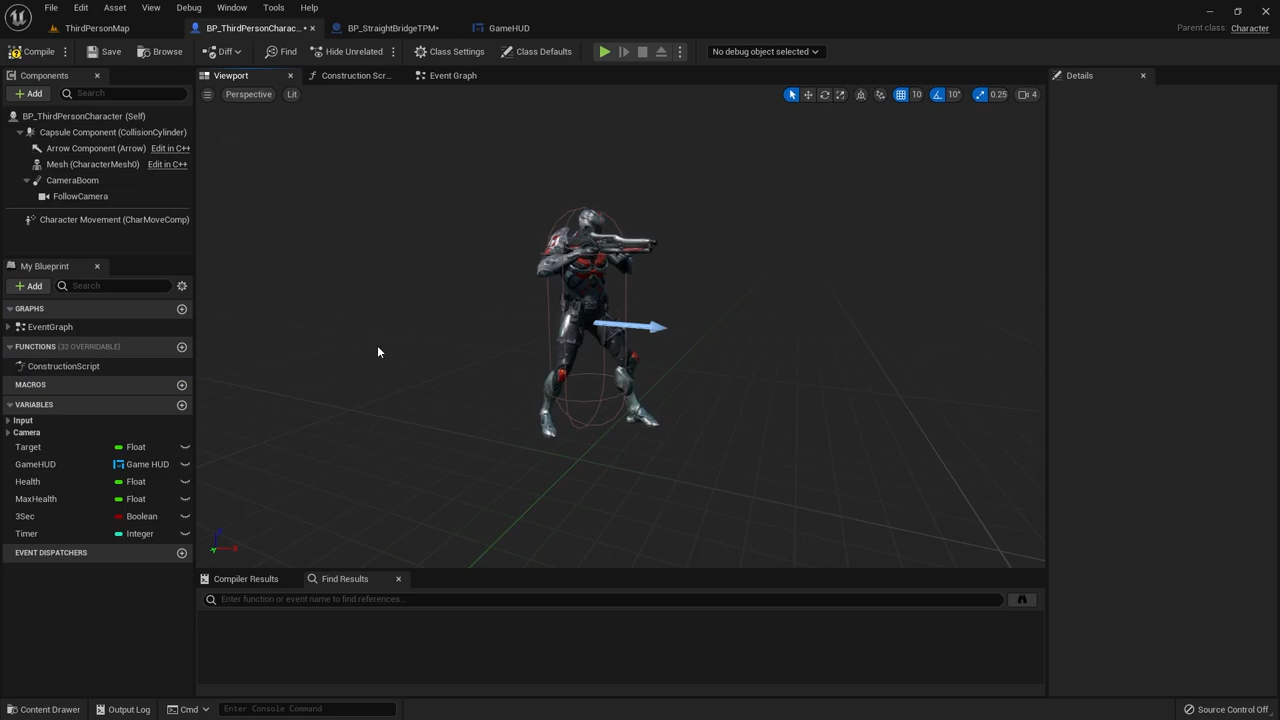 File Edit Asset View Debug Window Tools Help
Parent class: Character
ThirdPersonMap BP_ThirdPersonCharac... • BP_StraightBridgeTPM* GameHUD
Compile Save Browse Diff Find Hide Unrelated Class Settings Class Defaults No debug object selected
Components Viewport Construction Scr... Event Graph Details
Add Search Perspective Lit 10 10° 0.25 4
BP_ThirdPersonCharacter (Self)
Capsule Component (CollisionCylinder)
Arrow Component (Arrow) Edit in C++
Mesh (CharacterMesh0) Edit in C++
CameraBoom
FollowCamera
Character Movement (CharMoveComp)
My Blueprint
Add Search
GRAPHS
EventGraph
FUNCTIONS (32 OVERRIDABLE)
ConstructionScript
MACROS
VARIABLES
Input
Camera
Target Float
GameHUD Game HUD
Health Float
MaxHealth Float
3Sec Boolean
Timer Integer
EVENT DISPATCHERS
Compiler Results Find Results
Enter function or event name to find references...
Content Drawer Output Log Cmd Enter Console Command Source Control Off